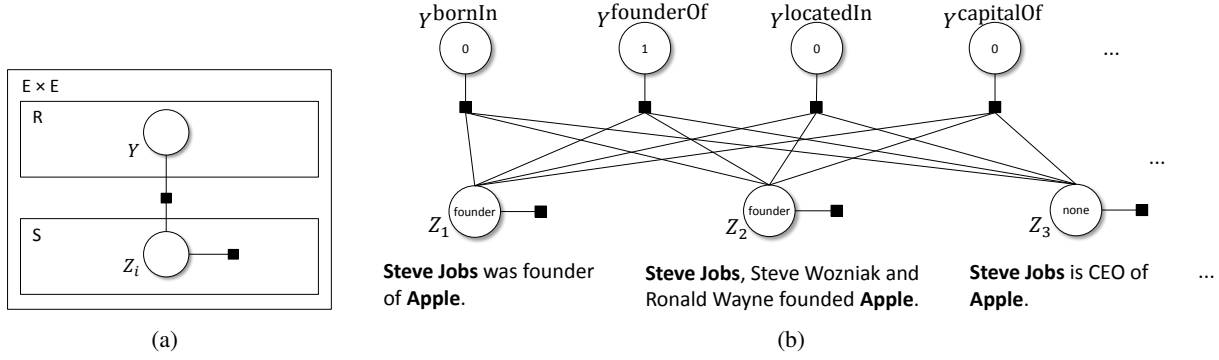 E × E
R
Y
S
Z_i
(a)
Y^bornIn Y^founderOf Y^locatedIn Y^capitalOf
0 1 0 0 ...
...
founder founder none
Z_1 Z_2 Z_3
Steve Jobs was founder
of Apple.
Steve Jobs, Steve Wozniak and
Ronald Wayne founded Apple.
Steve Jobs is CEO of
Apple.
...
(b)